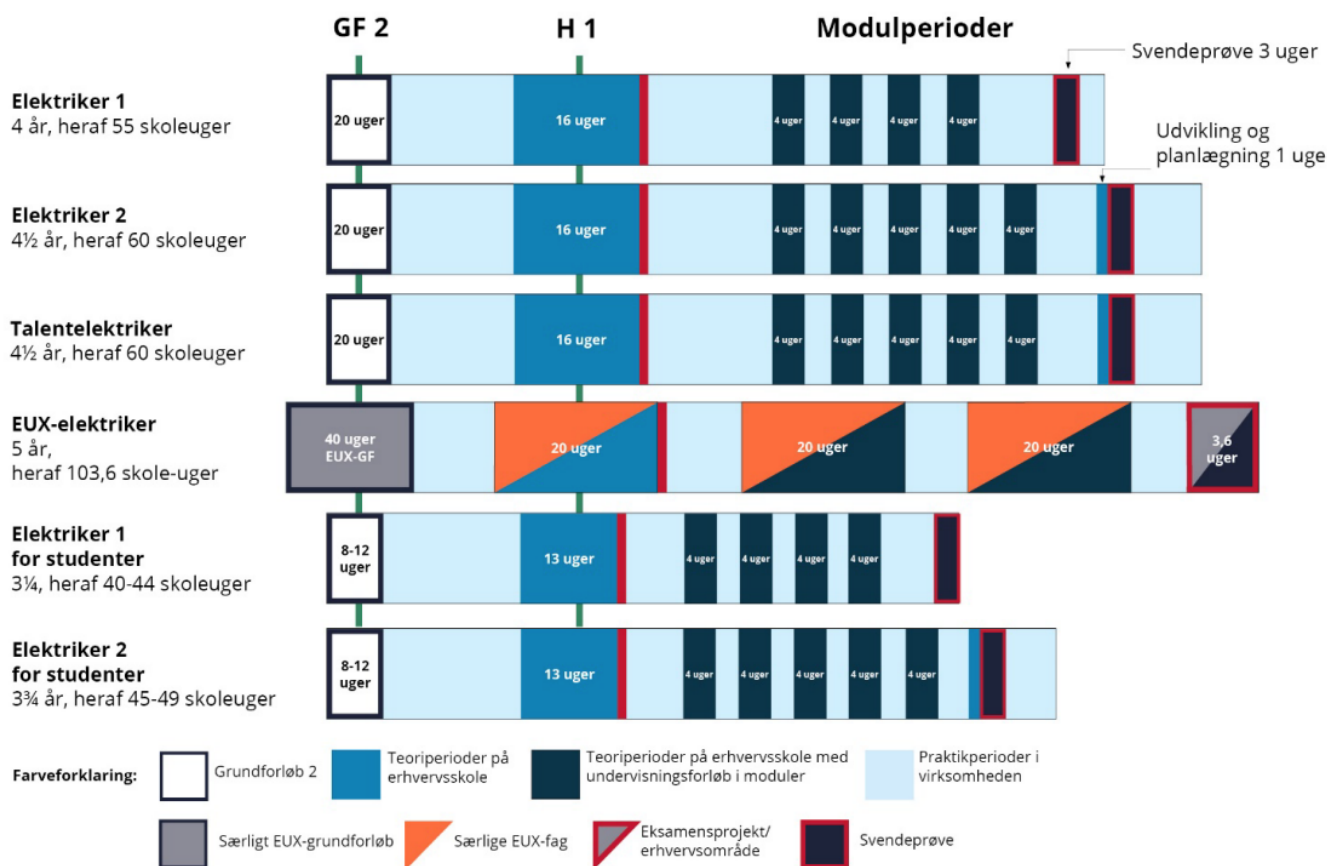 GF 2
H 1
Modulperioder
Svendeprøve 3 uger
Elektriker 1
4 år, heraf 55 skoleuger
20 uger
16 uger
4 uger
4 uger
4 uger
4 uger
Udvikling og
planlægning 1 uge
Elektriker 2
4½ år, heraf 60 skoleuger
20 uger
16 uger
4 uger
4 uger
4 uger
4 uger
4 uger
Talentelektriker
4½ år, heraf 60 skoleuger
20 uger
16 uger
4 uger
4 uger
4 uger
4 uger
4 uger
EUX-elektriker
5 år,
heraf 103,6 skole-uger
40 uger
EUX-GF
20 uger
20 uger
20 uger
3,6
uger
Elektriker 1
for studenter
3¼, heraf 40-44 skoleuger
8-12
uger
13 uger
4 uger
4 uger
4 uger
4 uger
Elektriker 2
for studenter
3¾ år, heraf 45-49 skoleuger
8-12
uger
13 uger
4 uger
4 uger
4 uger
4 uger
4 uger
Farveforklaring:
Grundforløb 2
Teoriperioder på
erhvervsskole
Teoriperioder på erhvervsskole med
undervisningsforløb i moduler
Praktikperioder i
virksomheden
Særligt EUX-grundforløb
Særlige EUX-fag
Eksamensprojekt/
erhvervsområde
Svendeprøve